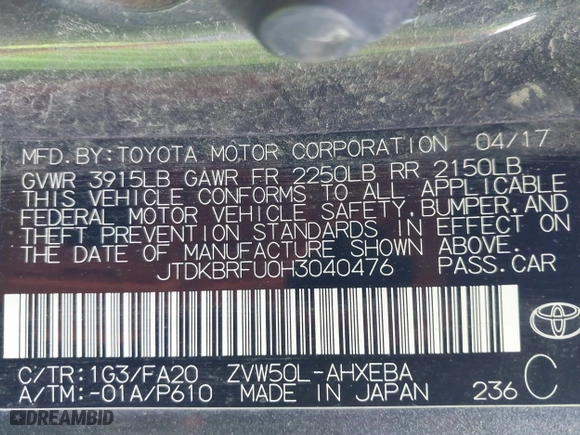 MFD.BY:TOYOTA MOTOR CORPORATION 04/17
GVWR 3915LB GAWR FR 2250LB RR 2150LB
THIS VEHICLE CONFORMS TO ALL APPLICABLE
FEDERAL MOTOR VEHICLE SAFETY,BUMPER,AND
THEFT PREVENTION STANDARDS IN EFFECT ON
THE DATE OF MANUFACTURE SHOWN ABOVE.
JTDKBRFU0H3040476 PASS.CAR
C/TR:1G3/FA20 ZVW50L-AHXEBA
A/TM:-01A/P610 MADE IN JAPAN 236 C
DREAMBID